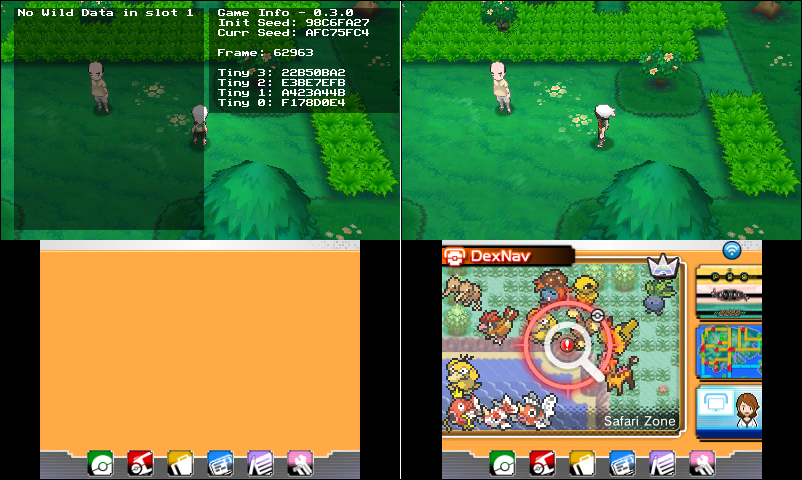 No Wild Data in slot 1
Game Info - 0.3.0
Init Seed: 98C6FA27
Curr Seed: AFC75FC4
Frame: 62963
Tiny 3: 22B50BA2
Tiny 2: E3BE7EFB
Tiny 1: A423A44B
Tiny 0: F178D0E4
DexNav
Safari Zone